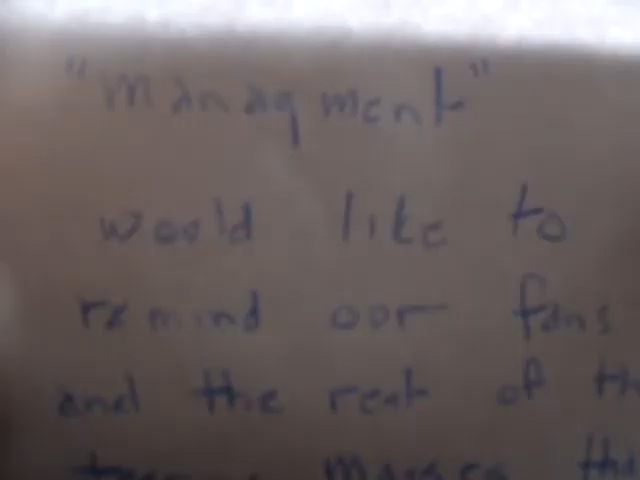 "Managment"
would like to
remind our fans
and the rest of